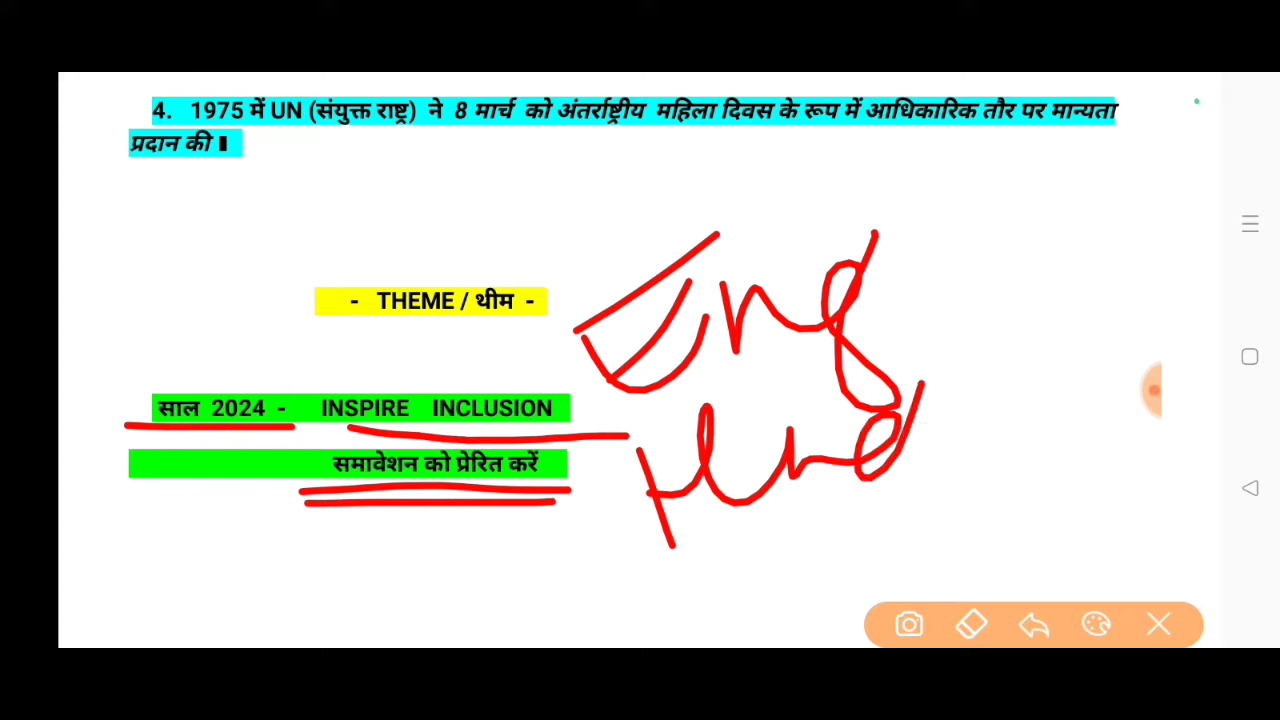 4. 1975 में UN (संयुक्त राष्ट्र) ने 8 मार्च को अंतर्राष्ट्रीय महिला दिवस के रूप में आधिकारिक तौर पर मान्यता
प्रदान की ।
- THEME / थीम -
साल 2024 - INSPIRE INCLUSION
समावेशन को प्रेरित करें